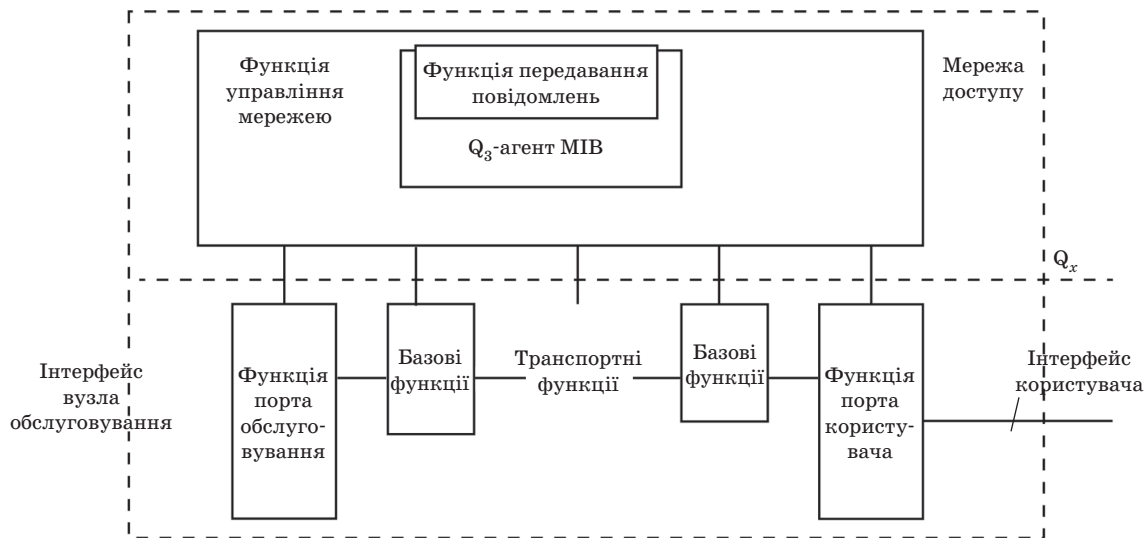 Функція
управління
мережею
Функція передавання
повідомлень
Q₃-агент МІВ
Мережа
доступу
Qₓ
Інтерфейс
вузла
обслуговування
Функція
порта
обслуго-
вування
Базові
функції
Транспортні
функції
Базові
функції
Функція
порта
користу-
вача
Інтерфейс
користувача